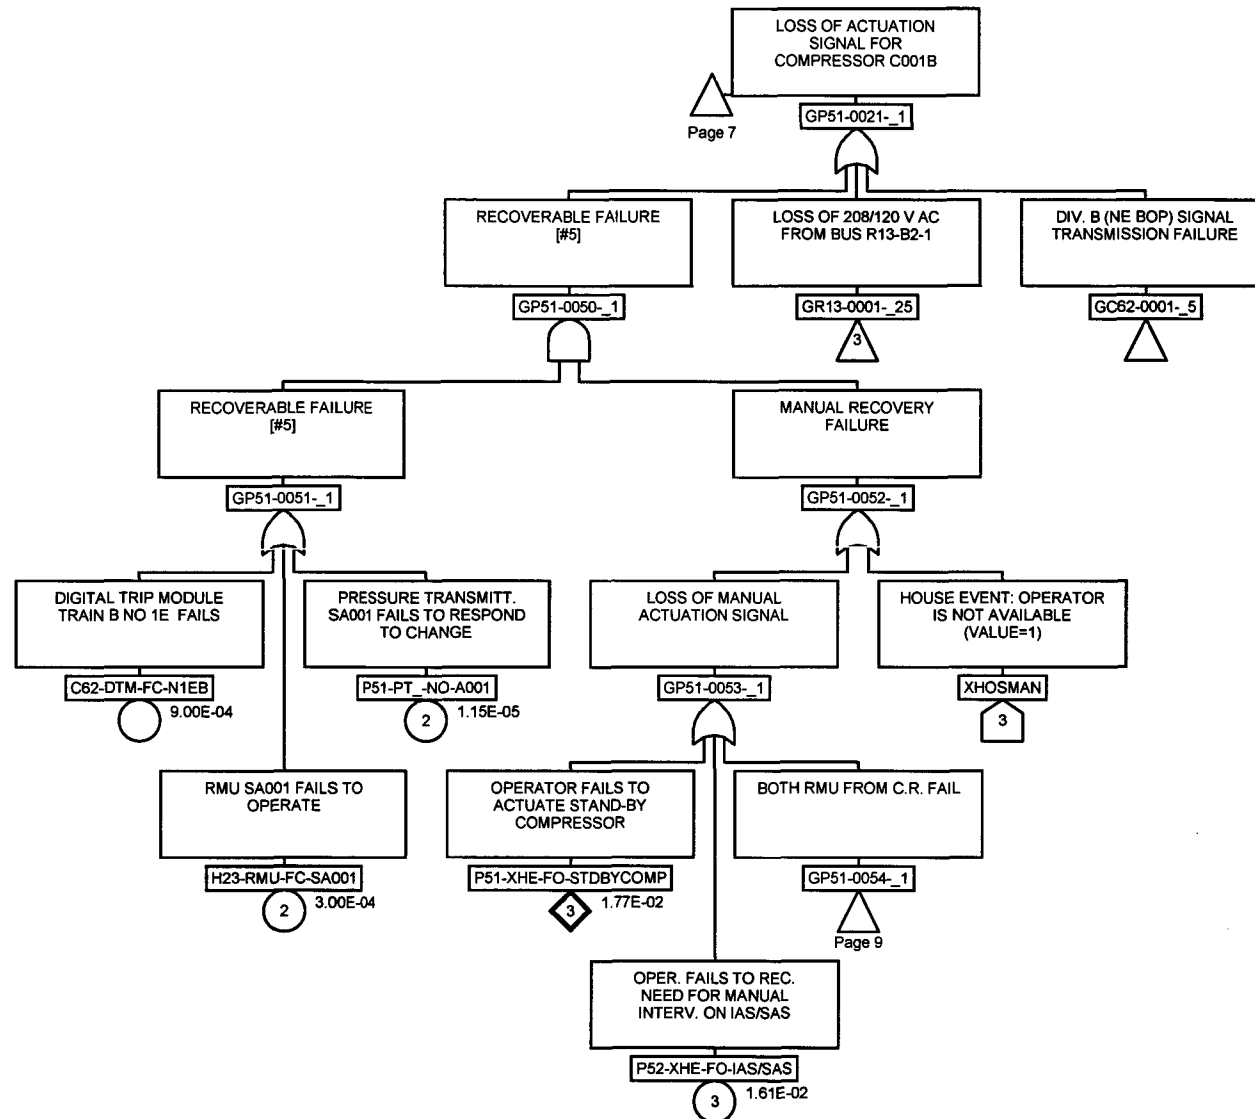 LOSS OF ACTUATION
SIGNAL FOR
COMPRESSOR C001B
Page 7
GP51-0021-_1
RECOVERABLE FAILURE
[#5]
GP51-0050-_1
LOSS OF 208/120 V AC
FROM BUS R13-B2-1
GR13-0001-_25
3
DIV. B (NE BOP) SIGNAL
TRANSMISSION FAILURE
GC62-0001-_5
RECOVERABLE FAILURE
[#5]
GP51-0051-_1
MANUAL RECOVERY
FAILURE
GP51-0052-_1
DIGITAL TRIP MODULE
TRAIN B NO 1E FAILS
C62-DTM-FC-N1EB
9.00E-04
PRESSURE TRANSMITT.
SA001 FAILS TO RESPOND
TO CHANGE
P51-PT_-NO-A001
2
1.15E-05
LOSS OF MANUAL
ACTUATION SIGNAL
GP51-0053-_1
HOUSE EVENT: OPERATOR
IS NOT AVAILABLE
(VALUE=1)
XHOSMAN
3
RMU SA001 FAILS TO
OPERATE
H23-RMU-FC-SA001
2
3.00E-04
OPERATOR FAILS TO
ACTUATE STAND-BY
COMPRESSOR
P51-XHE-FO-STDBYCOMP
3
1.77E-02
BOTH RMU FROM C.R. FAIL
GP51-0054-_1
Page 9
OPER. FAILS TO REC.
NEED FOR MANUAL
INTERV. ON IAS/SAS
P52-XHE-FO-IAS/SAS
3
1.61E-02